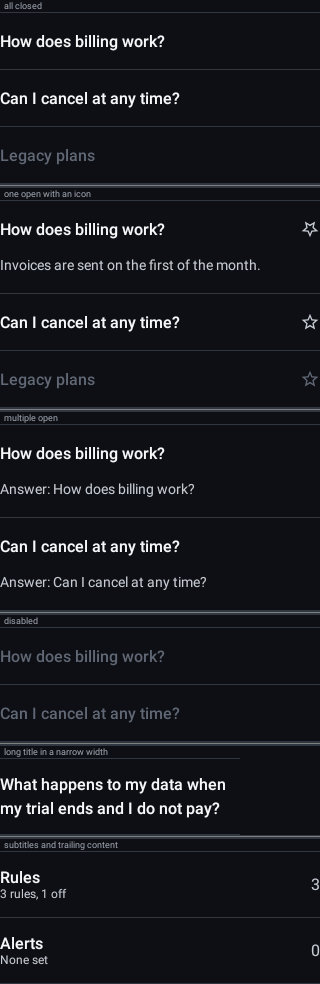 all closed
How does billing work?
Can I cancel at any time?
Legacy plans
one open with an icon
How does billing work?
Invoices are sent on the first of the month.
Can I cancel at any time?
Legacy plans
multiple open
How does billing work?
Answer: How does billing work?
Can I cancel at any time?
Answer: Can I cancel at any time?
disabled
How does billing work?
Can I cancel at any time?
long title in a narrow width
What happens to my data when
my trial ends and I do not pay?
subtitles and trailing content
Rules
3 rules, 1 off
3
Alerts
None set
0